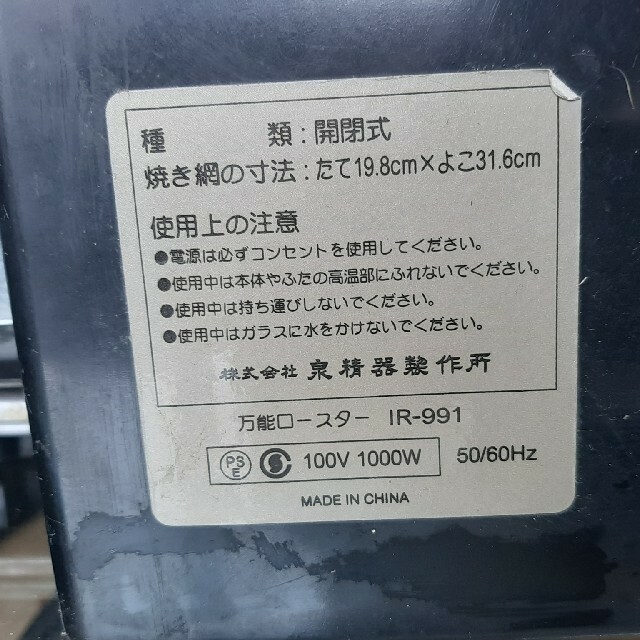 種　類：開閉式
焼き網の寸法：たて19.8cm×よこ31.6cm
使用上の注意
●電源は必ずコンセントを使用してください。
●使用中は本体やふたの高温部にふれないでください。
●使用中は持ち運びしないでください。
●使用中はガラスに水をかけないでください。
株式会社 泉精器製作所
万能ロースター IR-991
PSE 100V 1000W 50/60Hz
MADE IN CHINA